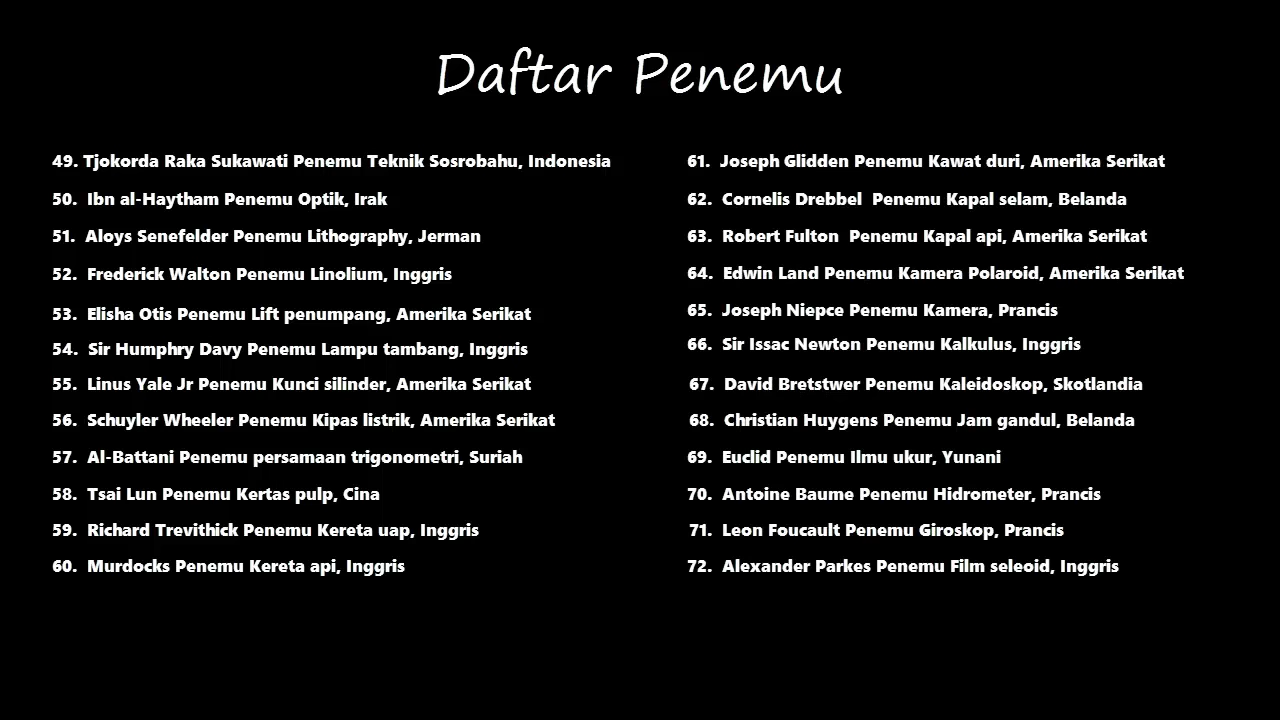 Daftar Penemu
49. Tjokorda Raka Sukawati Penemu Teknik Sosrobahu, Indonesia
50. Ibn al-Haytham Penemu Optik, Irak
51. Aloys Senefelder Penemu Lithography, Jerman
52. Frederick Walton Penemu Linolium, Inggris
53. Elisha Otis Penemu Lift penumpang, Amerika Serikat
54. Sir Humphry Davy Penemu Lampu tambang, Inggris
55. Linus Yale Jr Penemu Kunci silinder, Amerika Serikat
56. Schuyler Wheeler Penemu Kipas listrik, Amerika Serikat
57. Al-Battani Penemu persamaan trigonometri, Suriah
58. Tsai Lun Penemu Kertas pulp, Cina
59. Richard Trevithick Penemu Kereta uap, Inggris
60. Murdocks Penemu Kereta api, Inggris
61. Joseph Glidden Penemu Kawat duri, Amerika Serikat
62. Cornelis Drebbel Penemu Kapal selam, Belanda
63. Robert Fulton Penemu Kapal api, Amerika Serikat
64. Edwin Land Penemu Kamera Polaroid, Amerika Serikat
65. Joseph Niepce Penemu Kamera, Prancis
66. Sir Issac Newton Penemu Kalkulus, Inggris
67. David Bretstwer Penemu Kaleidoskop, Skotlandia
68. Christian Huygens Penemu Jam gandul, Belanda
69. Euclid Penemu Ilmu ukur, Yunani
70. Antoine Baume Penemu Hidrometer, Prancis
71. Leon Foucault Penemu Giroskop, Prancis
72. Alexander Parkes Penemu Film seleoid, Inggris